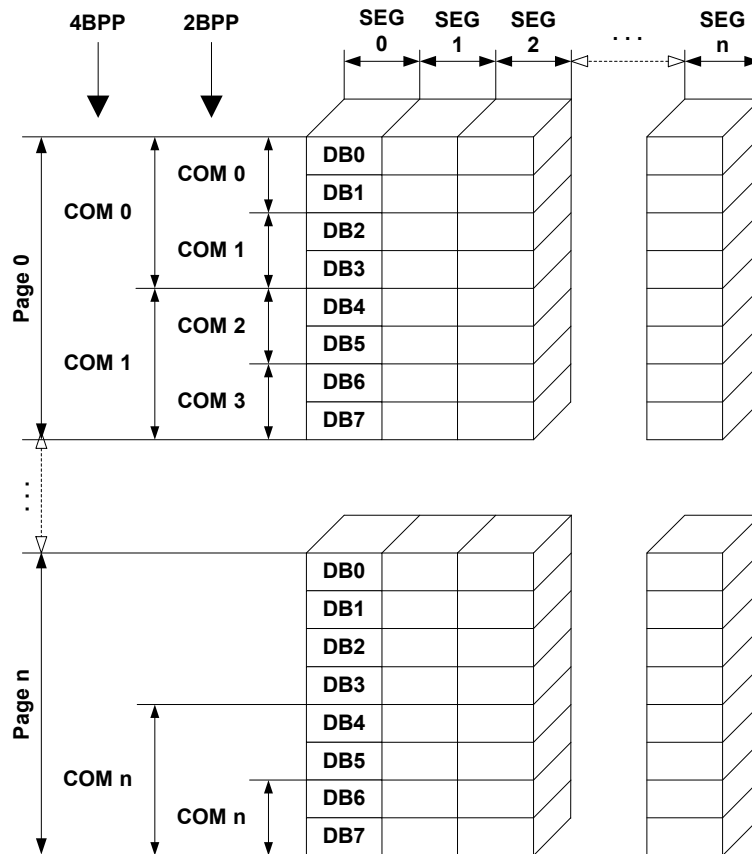 4BPP 2BPP SEG 0 SEG 1 SEG 2 . . . SEG n
Page 0
COM 0
COM 1
COM 0
COM 1
COM 2
COM 3
DB0
DB1
DB2
DB3
DB4
DB5
DB6
DB7
. . .
Page n
COM n
COM n
DB0
DB1
DB2
DB3
DB4
DB5
DB6
DB7